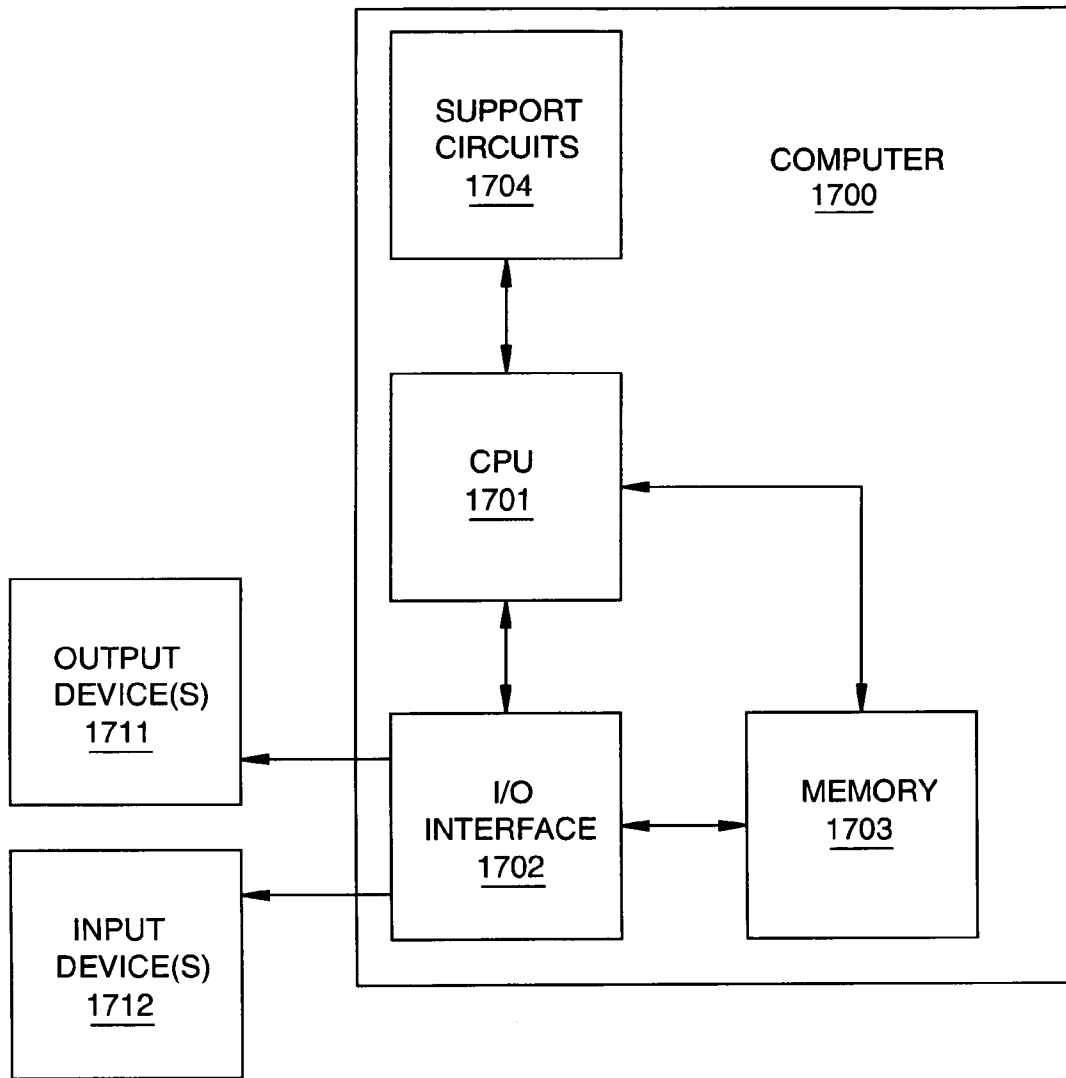 SUPPORT
CIRCUITS
1704
COMPUTER
1700
CPU
1701
OUTPUT
DEVICE(S)
1711
I/O
INTERFACE
1702
MEMORY
1703
INPUT
DEVICE(S)
1712